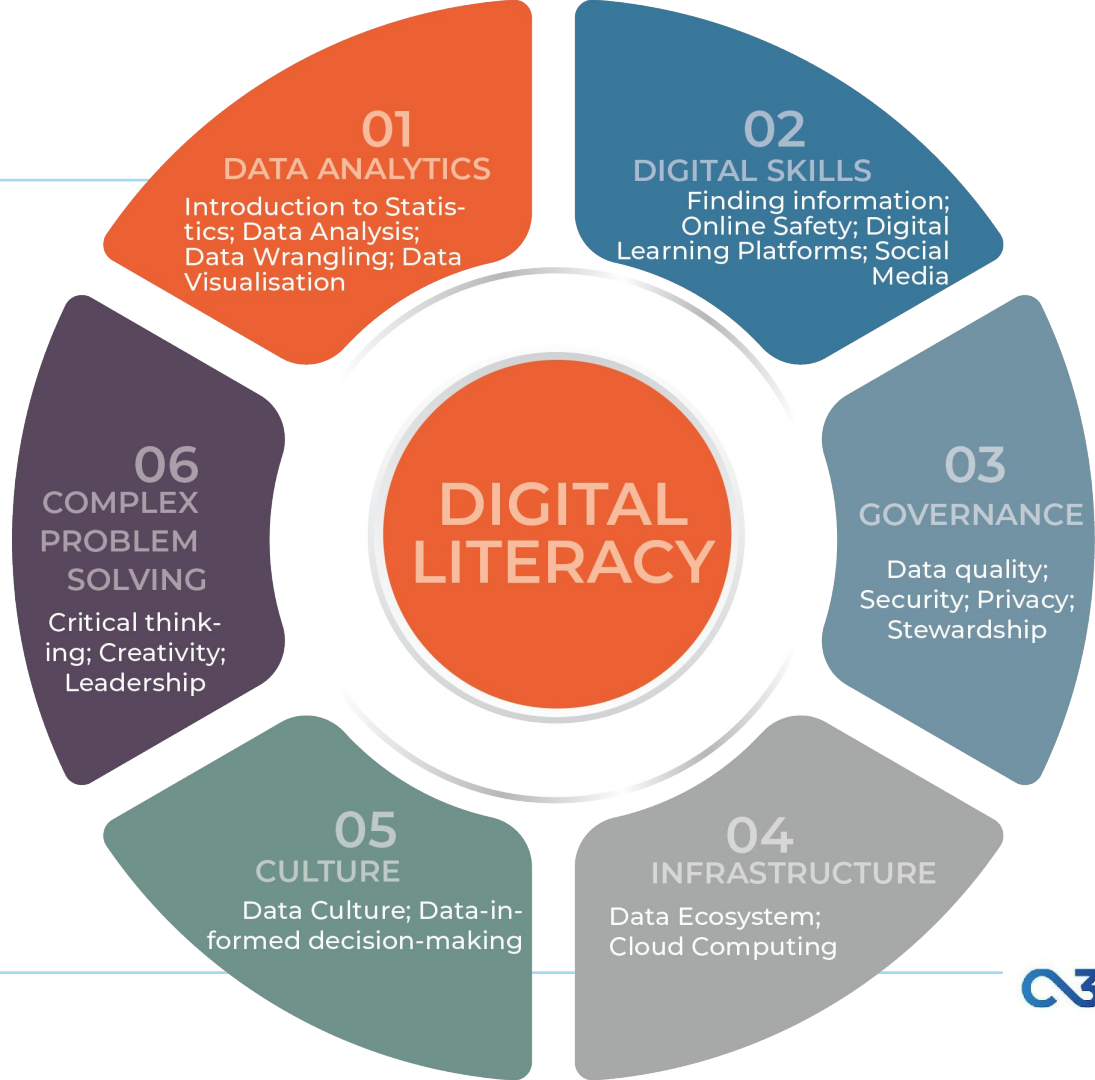 01
DATA ANALYTICS
Introduction to Statis-
tics; Data Analysis;
Data Wrangling; Data
Visualisation
02
DIGITAL SKILLS
Finding information;
Online Safety; Digital
Learning Platforms; Social
Media
03
GOVERNANCE
Data quality;
Security; Privacy;
Stewardship
04
INFRASTRUCTURE
Data Ecosystem;
Cloud Computing
05
CULTURE
Data Culture; Data-in-
formed decision-making
06
COMPLEX
PROBLEM
SOLVING
Critical think-
ing; Creativity;
Leadership
DIGITAL
LITERACY